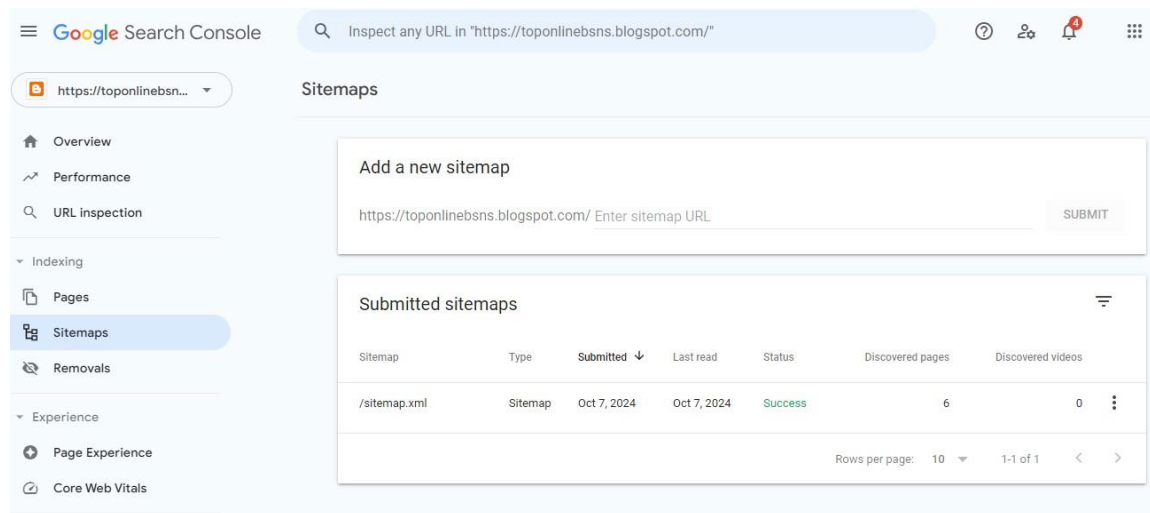 Google Search Console
Inspect any URL in "https://toponlinebsns.blogspot.com/"
4
https://toponlinebsn...
Sitemaps
Overview
Performance
URL inspection
Indexing
Pages
Sitemaps
Removals
Experience
Page Experience
Core Web Vitals
Add a new sitemap
https://toponlinebsns.blogspot.com/ Enter sitemap URL SUBMIT
Submitted sitemaps
Sitemap Type Submitted Last read Status Discovered pages Discovered videos
/sitemap.xml Sitemap Oct 7, 2024 Oct 7, 2024 Success 6 0
Rows per page: 10 1-1 of 1